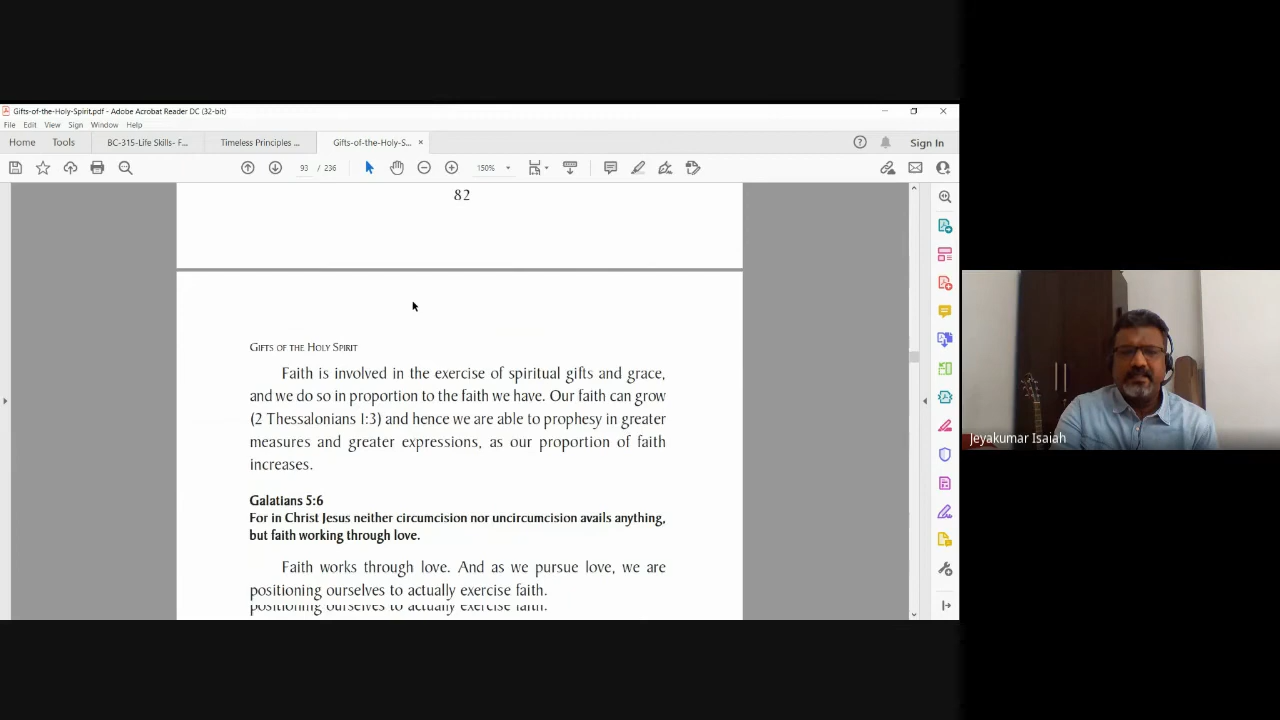 Gifts-of-the-Holy-Spirit.pdf - Adobe Acrobat Reader DC (32-bit)
File Edit View Sign Window Help
Home Tools BC-315-Life Skills- F... Timeless Principles ... Gifts-of-the-Holy-S... × Sign In
93 / 236 150%
82
GIFTS OF THE HOLY SPIRIT
Faith is involved in the exercise of spiritual gifts and grace,
and we do so in proportion to the faith we have. Our faith can grow
(2 Thessalonians 1:3) and hence we are able to prophesy in greater
measures and greater expressions, as our proportion of faith
increases.
Galatians 5:6
For in Christ Jesus neither circumcision nor uncircumcision avails anything,
but faith working through love.
Faith works through love. And as we pursue love, we are
positioning ourselves to actually exercise faith.
positioning ourselves to actually exercise faith.
Jeyakumar Isaiah